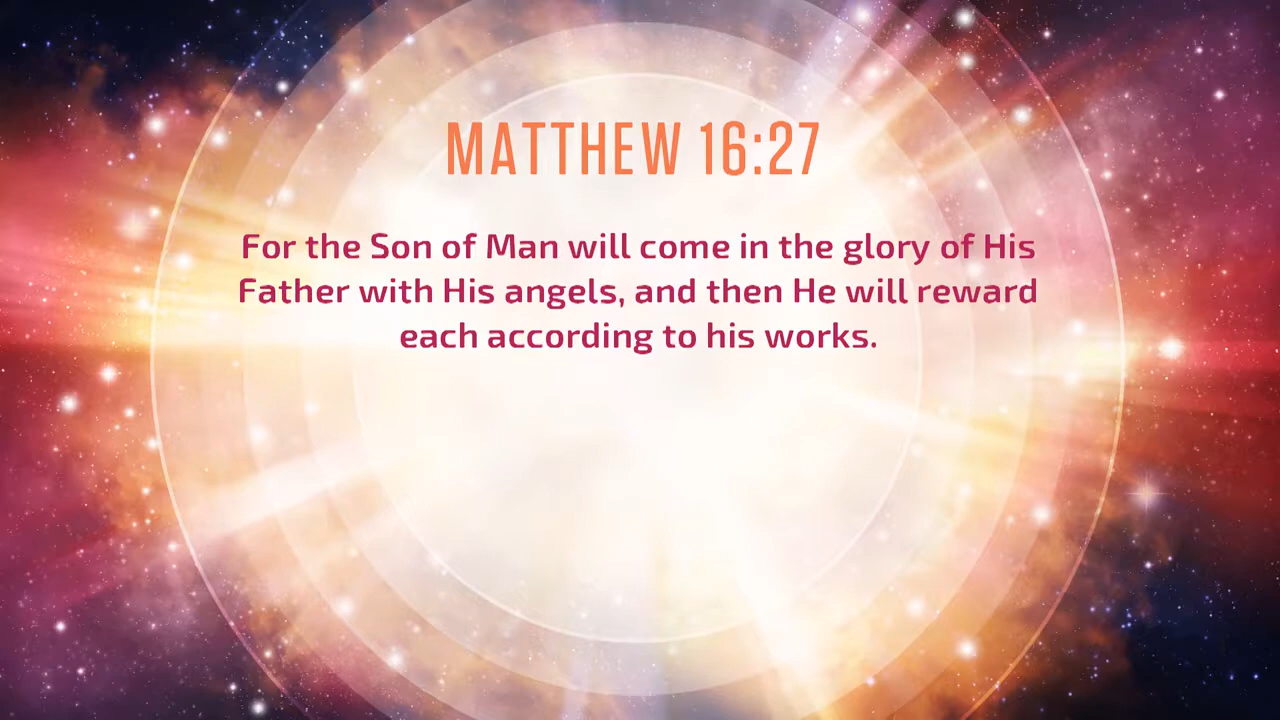 MATTHEW 16:27
For the Son of Man will come in the glory of His
Father with His angels, and then He will reward
each according to his works.